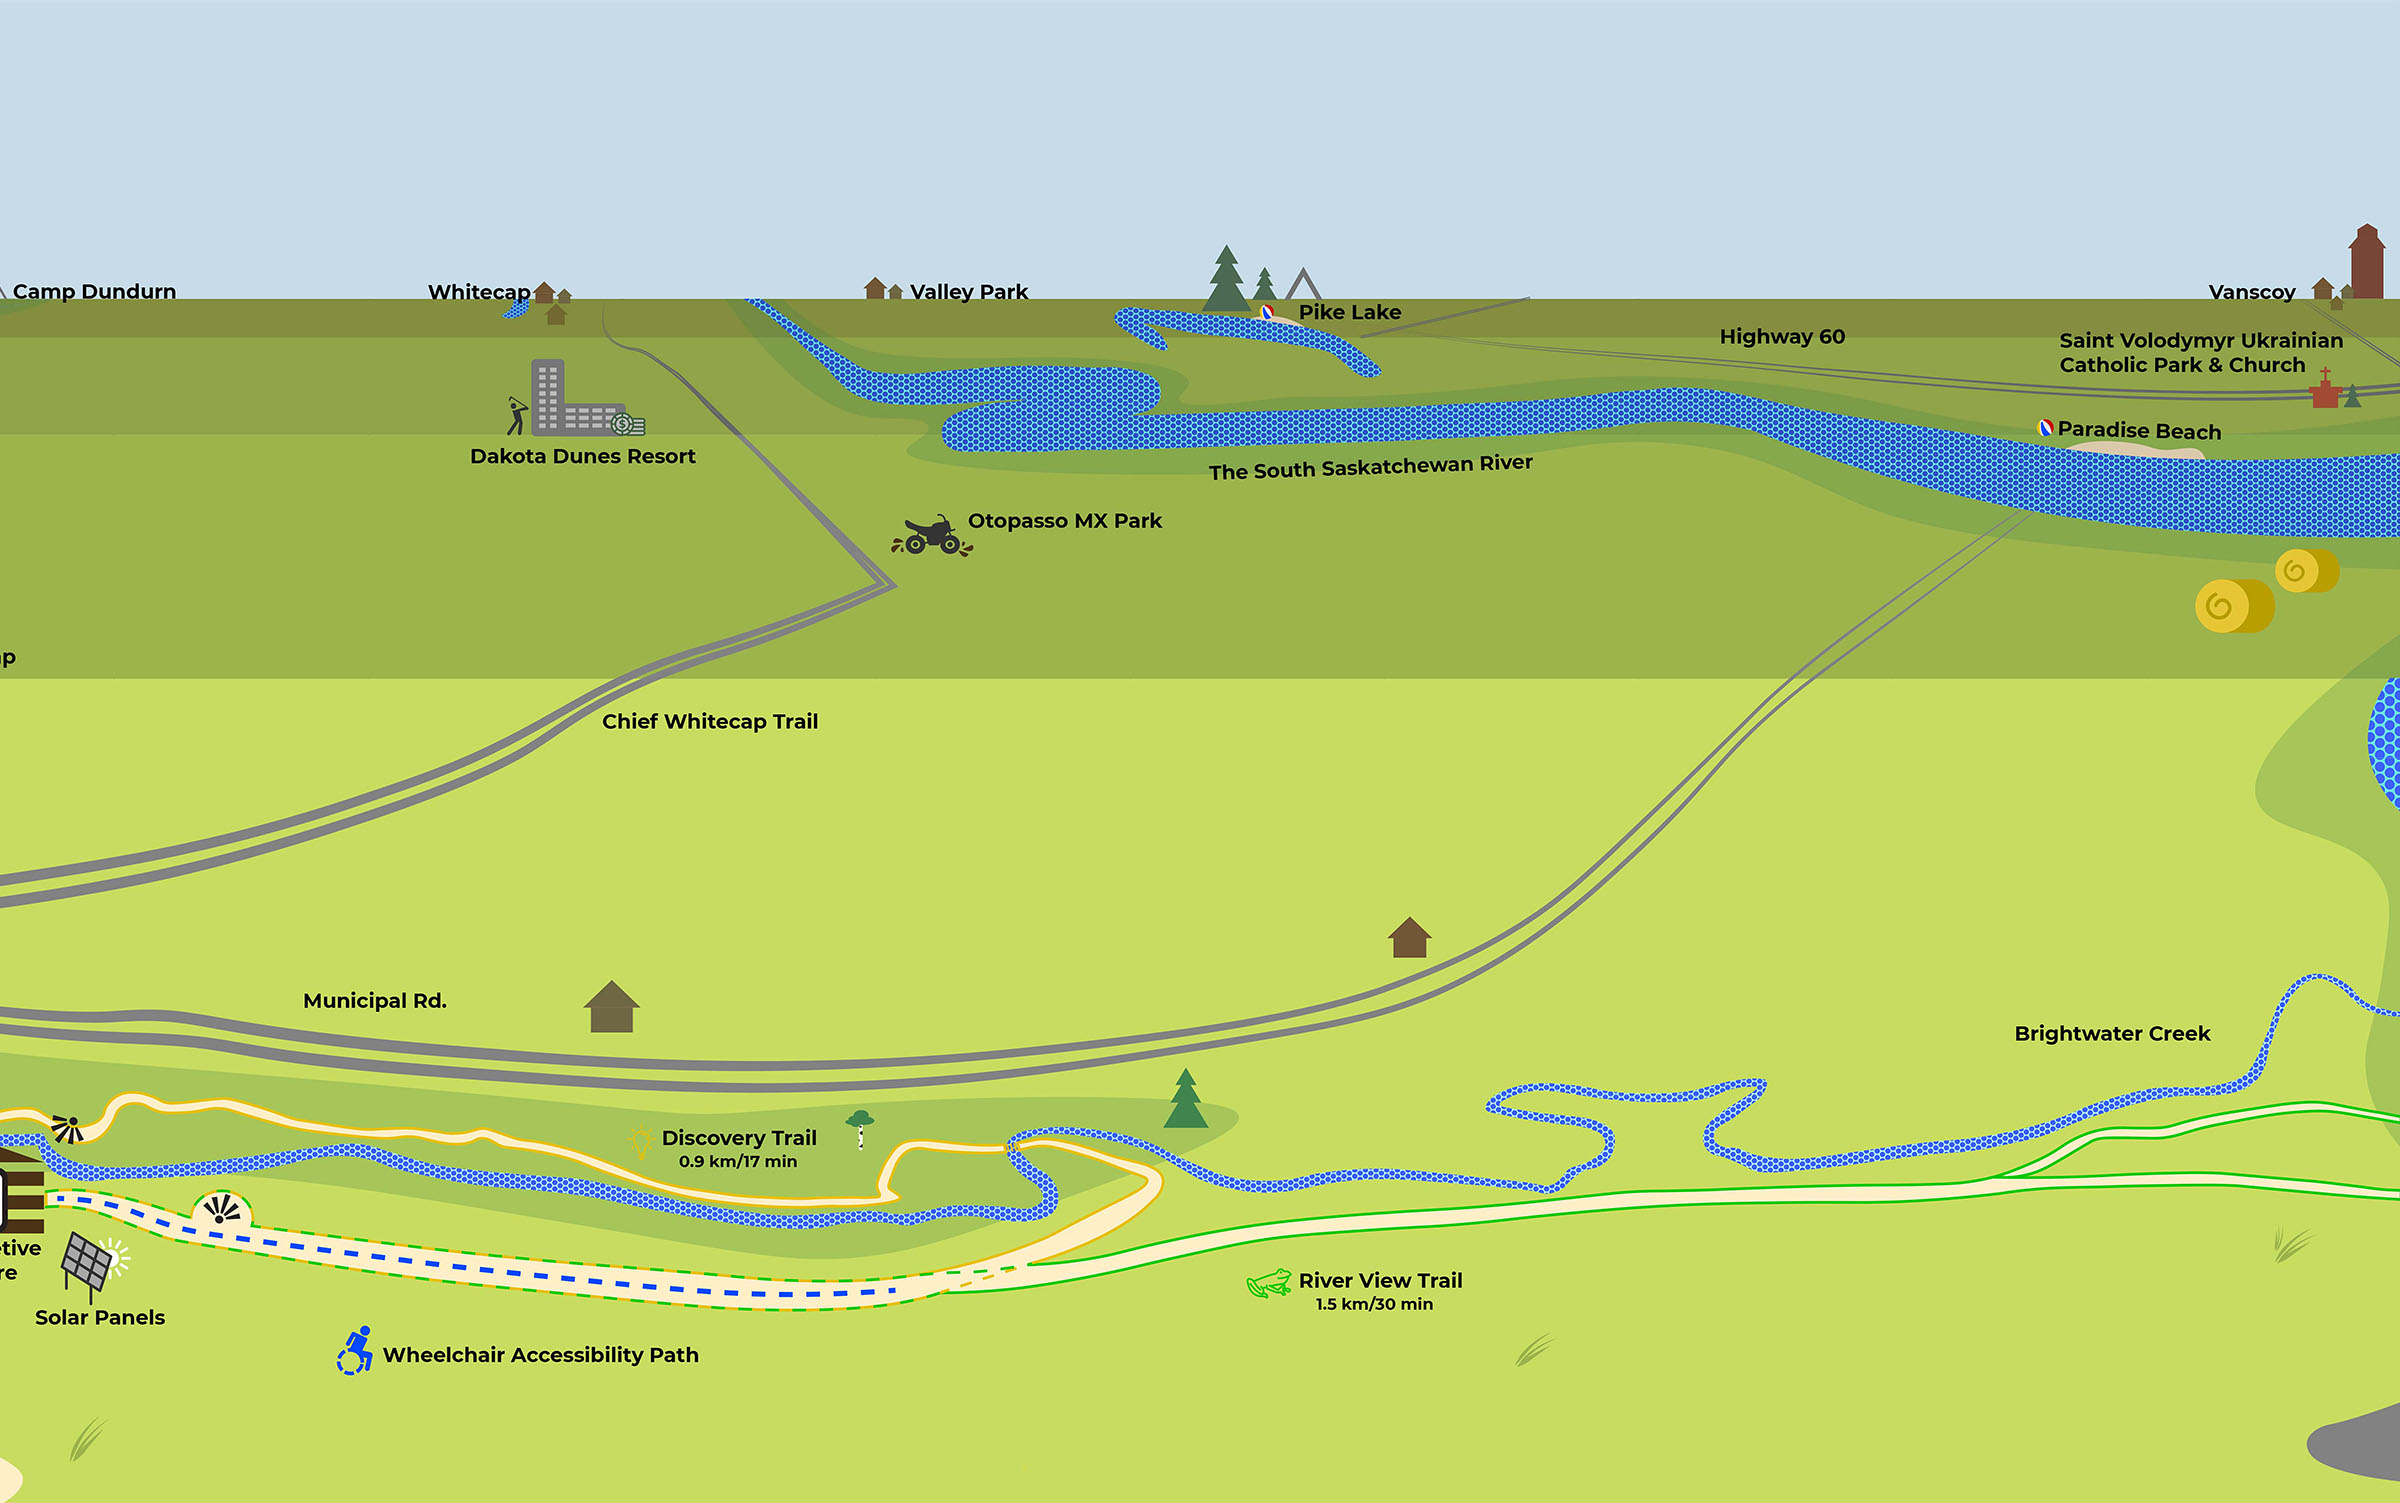 Camp Dundurn
Whitecap
Valley Park
Pike Lake
Vanscoy
Highway 60
Saint Volodymyr Ukrainian
Catholic Park & Church
Paradise Beach
Dakota Dunes Resort
The South Saskatchewan River
Otopasso MX Park
Chief Whitecap Trail
Municipal Rd.
Brightwater Creek
Discovery Trail
0.9 km/17 min
River View Trail
1.5 km/30 min
Solar Panels
Wheelchair Accessibility Path